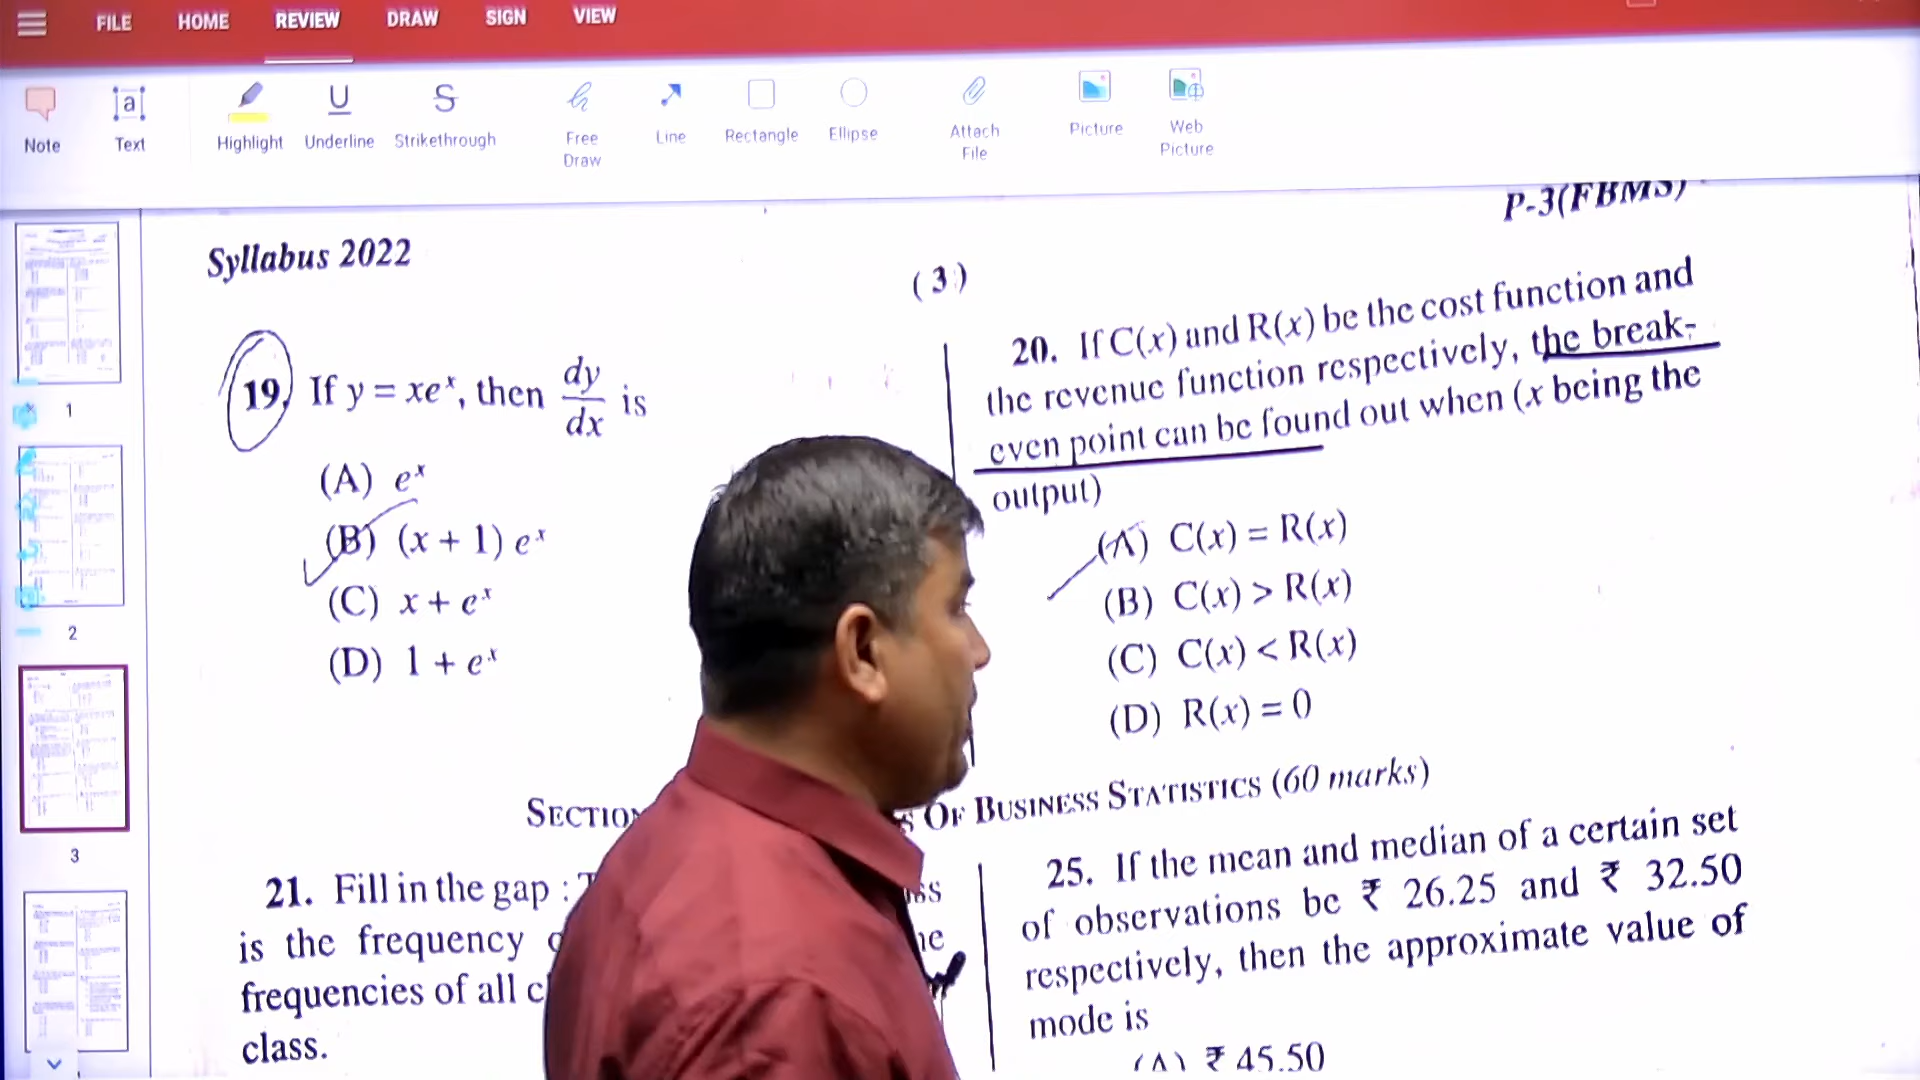 FILE HOME REVIEW DRAW SIGN VIEW
Note Text Highlight Underline Strikethrough Free Draw Line Rectangle Ellipse Attach File Picture Web Picture
P-3(FBMS)
Syllabus 2022
(3)
19. If y = xeˣ, then dy/dx is
(A) eˣ
(B) (x + 1) eˣ
(C) x + eˣ
(D) 1 + eˣ
20. If C(x) and R(x) be the cost function and
the revenue function respectively, the break-
even point can be found out when (x being the
output)
(A) C(x) = R(x)
(B) C(x) > R(x)
(C) C(x) < R(x)
(D) R(x) = 0
OF BUSINESS STATISTICS (60 marks)
21. Fill in the gap :
is the frequency
frequencies of all
class.
25. If the mean and median of a certain set
of observations be ₹ 26.25 and ₹ 32.50
respectively, then the approximate value of
mode is
(A) ₹ 45.50
1
2
3